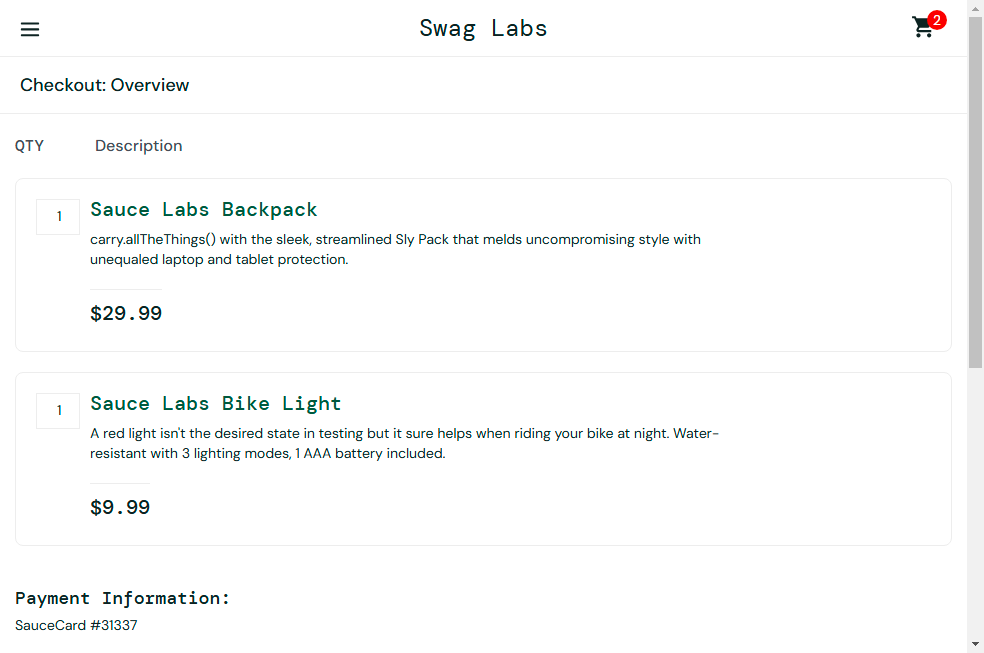 Swag Labs
2
Checkout: Overview
QTY Description
1
Sauce Labs Backpack
carry.allTheThings() with the sleek, streamlined Sly Pack that melds uncompromising style with
unequaled laptop and tablet protection.
$29.99
1
Sauce Labs Bike Light
A red light isn't the desired state in testing but it sure helps when riding your bike at night. Water-
resistant with 3 lighting modes, 1 AAA battery included.
$9.99
Payment Information:
SauceCard #31337